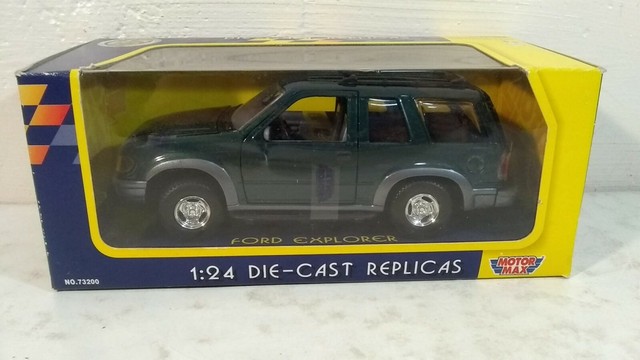 FORD EXPLORER
1:24 DIE-CAST REPLICAS
MOTOR
MAX
NO.73200